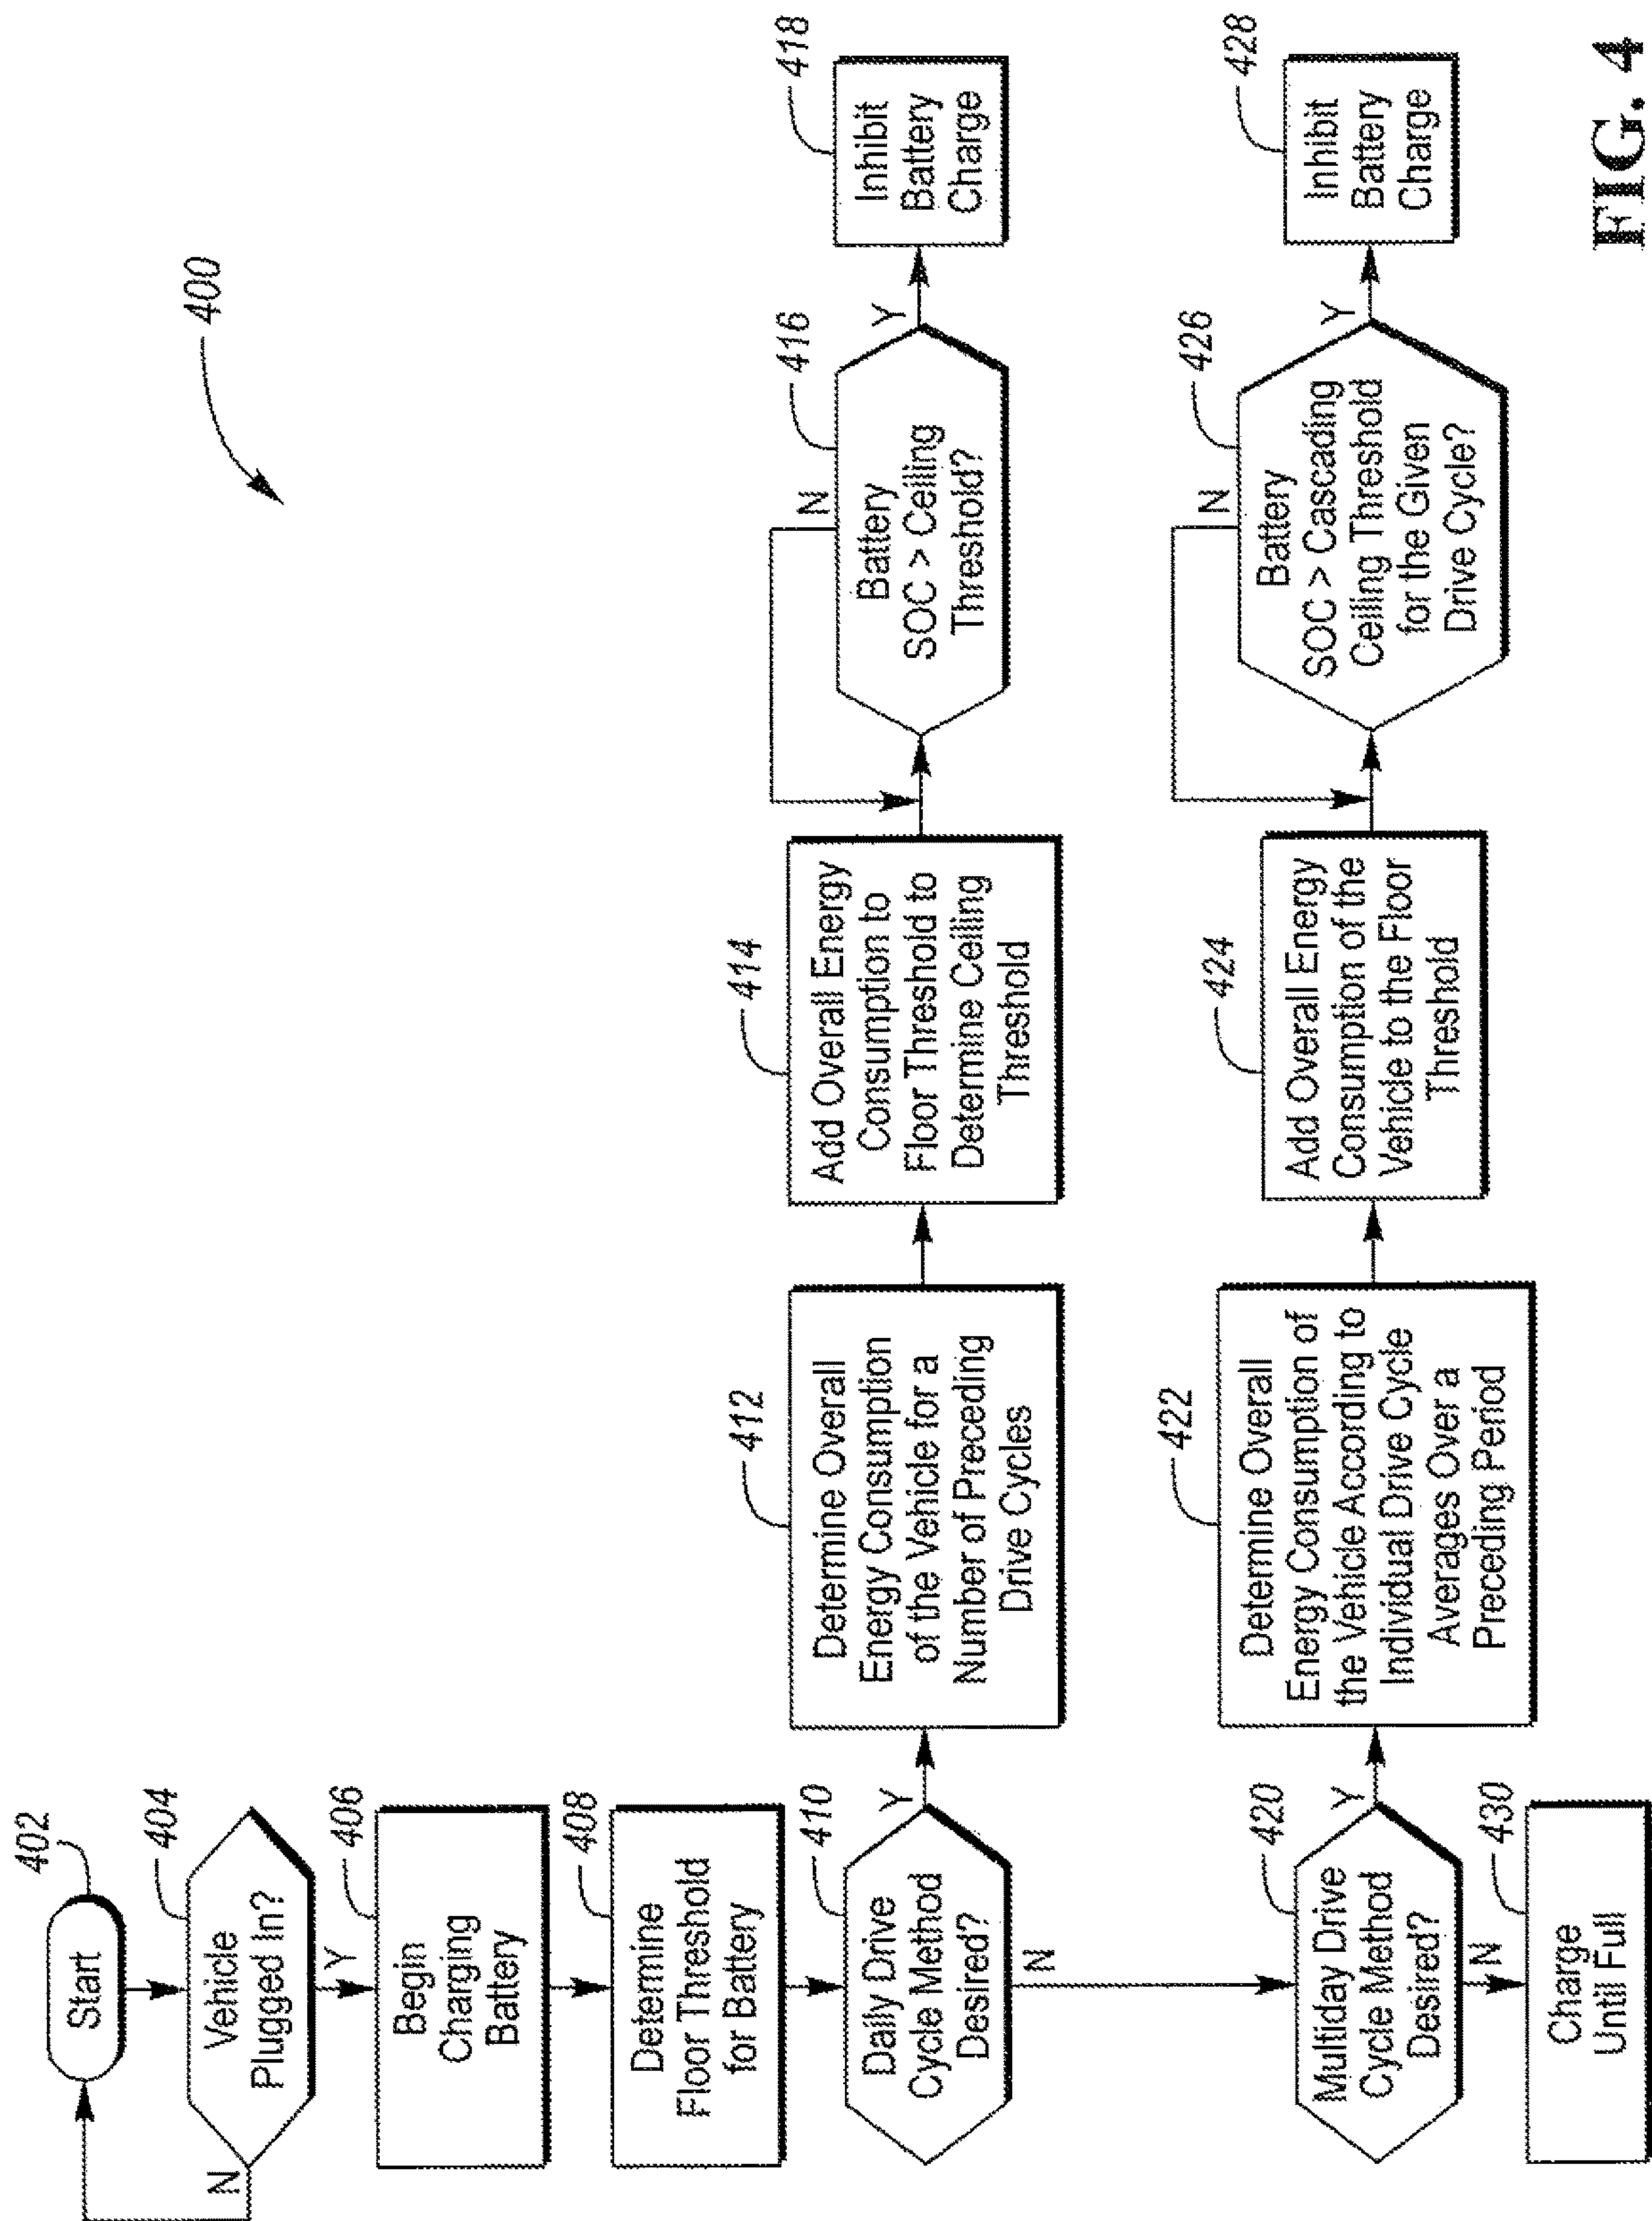 400
402
Start
404
Vehicle
Plugged In?
N
Y
406
Begin
Charging
Battery
408
Determine
Floor Threshold
for Battery
410
Daily Drive
Cycle Method
Desired?
Y
N
412
Determine Overall
Energy Consumption
of the Vehicle for a
Number of Preceding
Drive Cycles
414
Add Overall Energy
Consumption to
Floor Threshold to
Determine Ceiling
Threshold
416
Battery
SOC > Ceiling
Threshold?
N
Y
418
Inhibit
Battery
Charge
420
Multiday Drive
Cycle Method
Desired?
Y
N
422
Determine Overall
Energy Consumption of
the Vehicle According to
Individual Drive Cycle
Averages Over a
Preceding Period
424
Add Overall Energy
Consumption of the
Vehicle to the Floor
Threshold
426
Battery
SOC > Cascading
Ceiling Threshold
for the Given
Drive Cycle?
N
Y
428
Inhibit
Battery
Charge
430
Charge
Until Full
FIG. 4